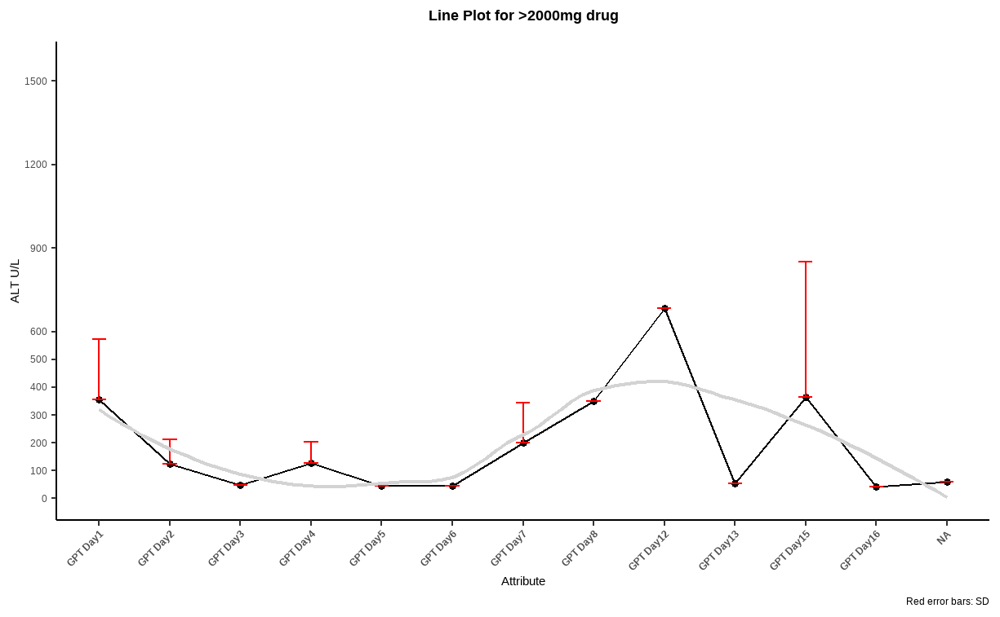 Line Plot for >2000mg drug
ALT U/L
1500
1200
900
600
500
400
300
200
100
0
GPT Day1
GPT Day2
GPT Day3
GPT Day4
GPT Day5
GPT Day6
GPT Day7
GPT Day8
GPT Day12
GPT Day13
GPT Day15
GPT Day16
NA
Attribute
Red error bars: SD